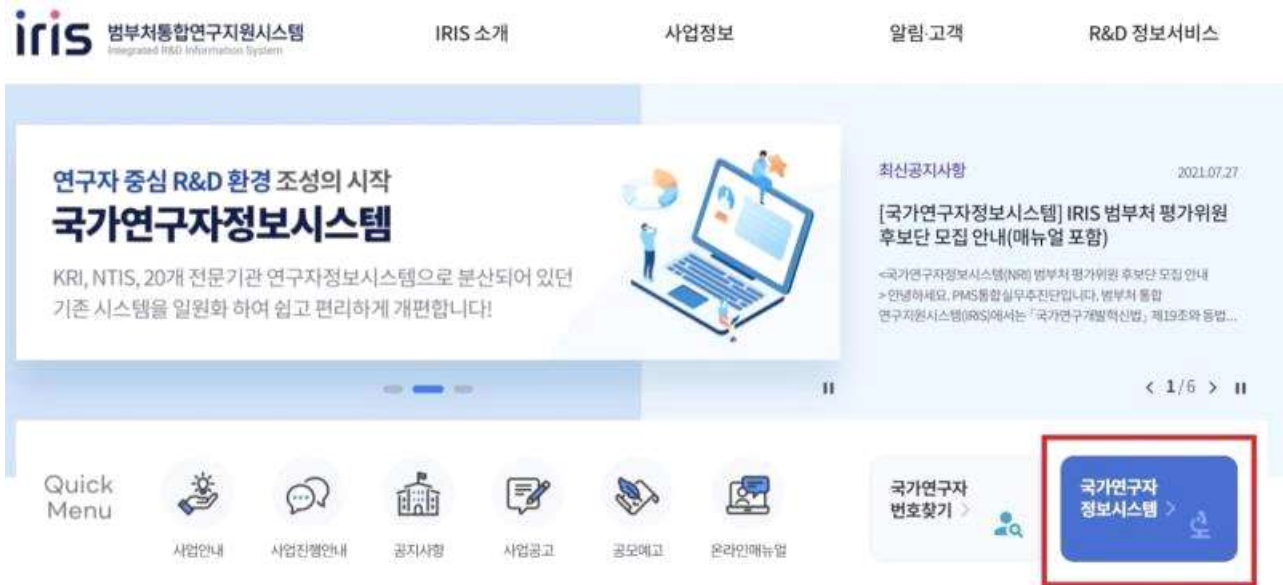 iris 범부처통합연구지원시스템
Integrated R&D Information System
IRIS 소개
사업정보
알림·고객
R&D 정보서비스
연구자 중심 R&D 환경 조성의 시작
국가연구자정보시스템
KRI, NTIS, 20개 전문기관 연구자정보시스템으로 분산되어 있던
기존 시스템을 일원화 하여 쉽고 편리하게 개편합니다!
최신공지사항
2021.07.27
[국가연구자정보시스템] IRIS 범부처 평가위원
후보단 모집 안내(매뉴얼 포함)
<국가연구자정보시스템(NRI) 범부처 평가위원 후보단 모집 안내
> 안녕하세요. PMS통합실무추진단입니다. 범부처 통합
연구지원시스템(IRIS)에서는 「국가연구개발혁신법」 제19조와 동법...
< 1/6 >
Quick
Menu
사업안내
사업진행안내
공지사항
사업공고
공모예고
온라인매뉴얼
국가연구자
번호찾기 >
국가연구자
정보시스템 >